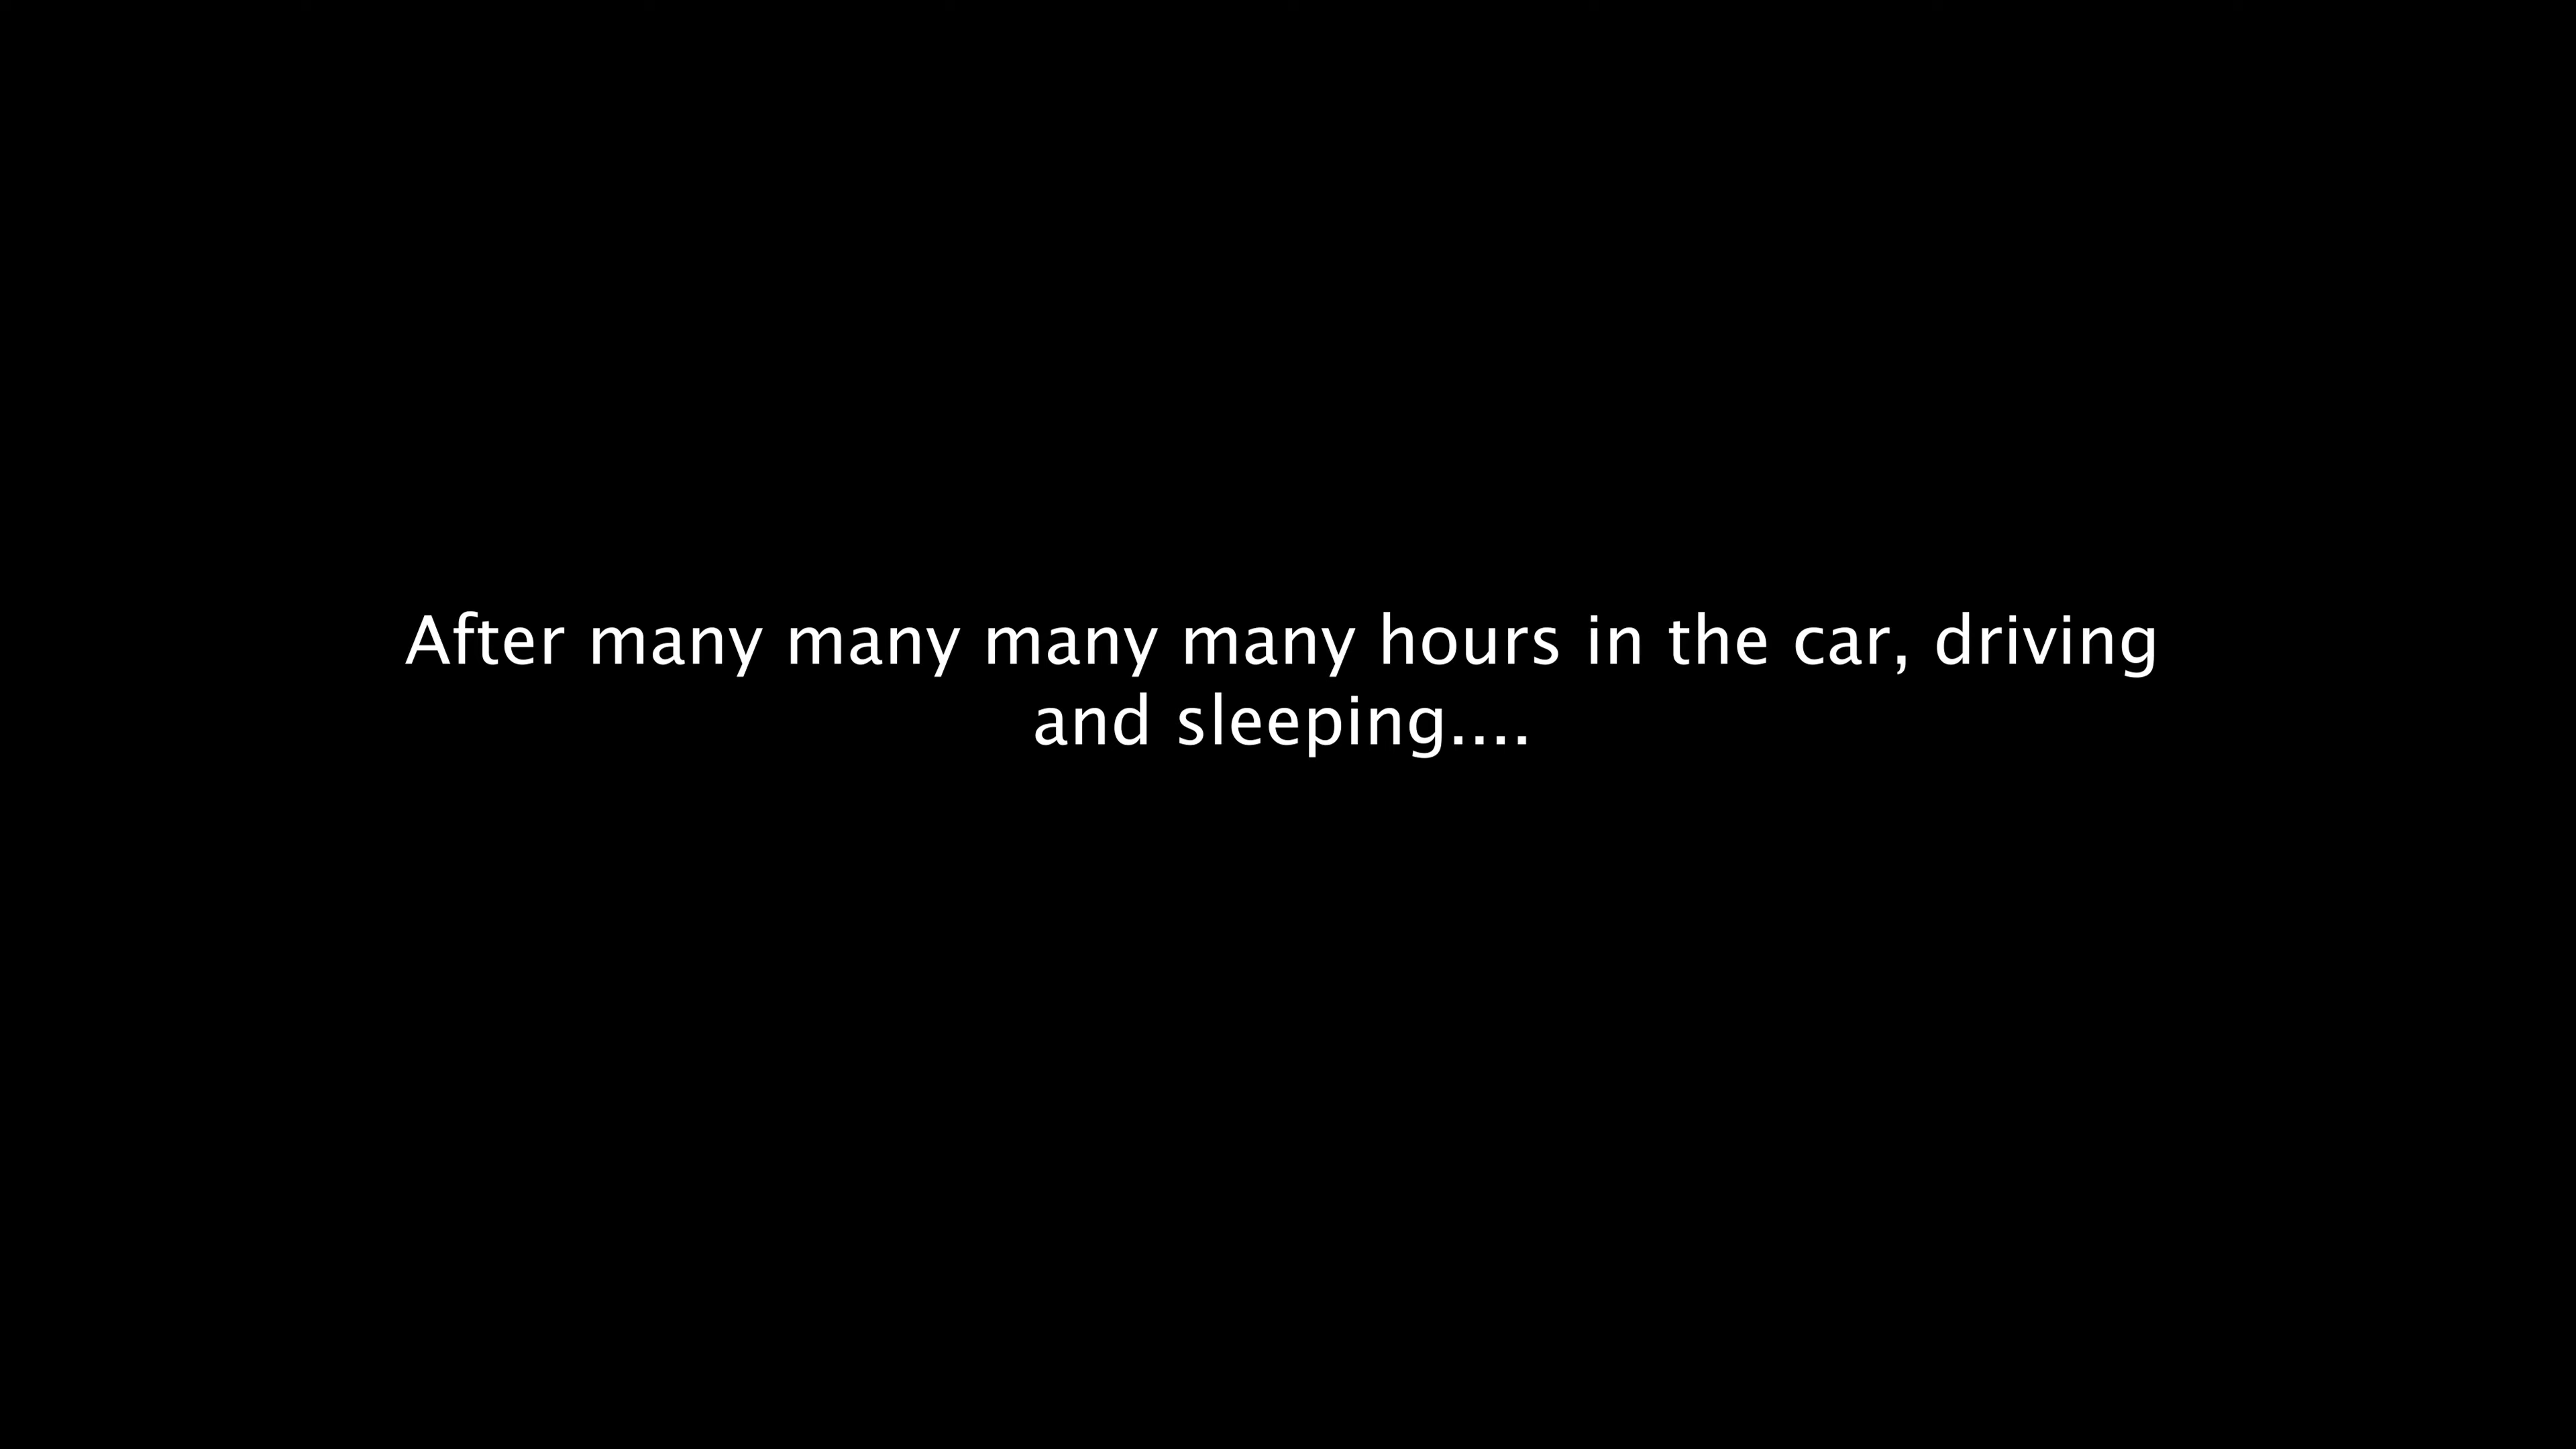 After many many many many hours in the car, driving
and sleeping....